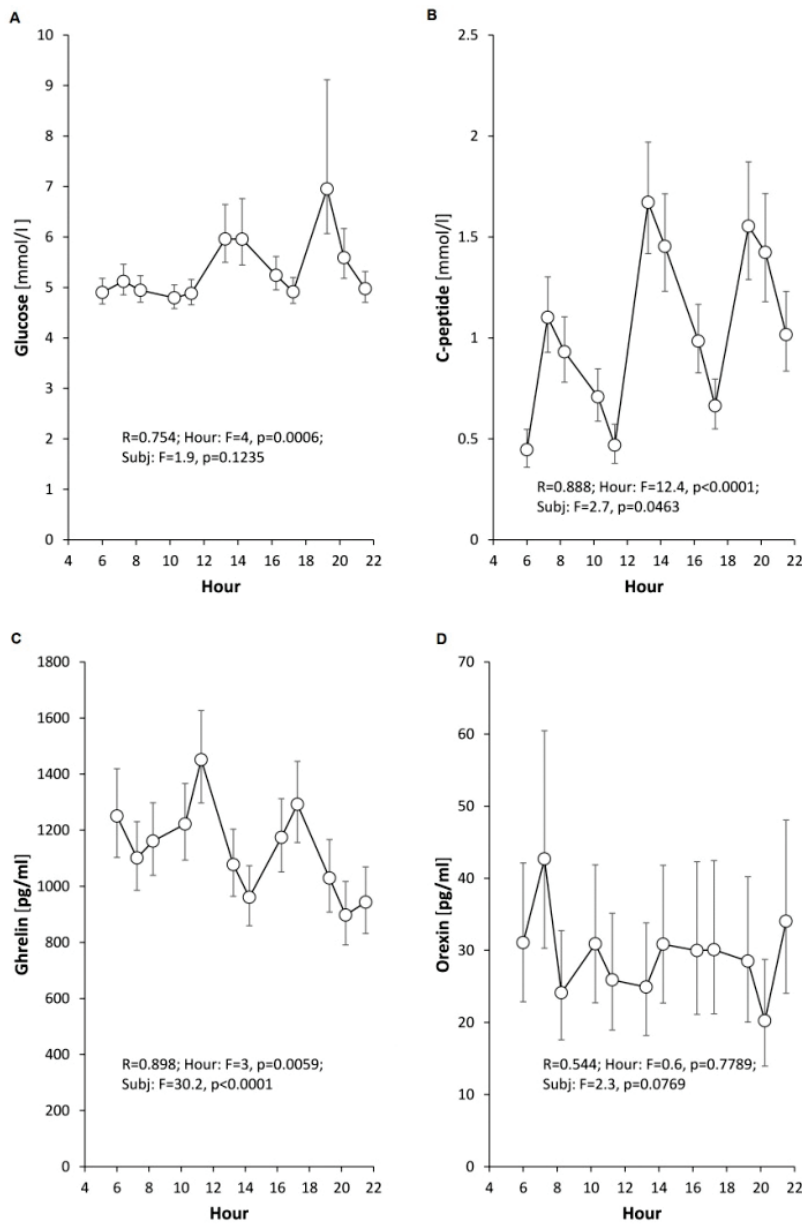 A
Glucose [mmol/l ]
10
9
8
7
6
5
4
3
2
1
0
R=0.754; Hour: F=4, p=0.0006;
Subj: F=1.9, p=0.1235
4 6 8 10 12 14 16 18 20 22
Hour
B
C-peptide [mmol/l]
2.5
2
1.5
1
0.5
0
R=0.888; Hour: F=12.4, p<0.0001;
Subj: F=2.7, p=0.0463
4 6 8 10 12 14 16 18 20 22
Hour
C
Ghrelin [pg/ml]
1800
1600
1400
1200
1000
800
600
400
200
0
R=0.898; Hour: F=3, p=0.0059;
Subj: F=30.2, p<0.0001
4 6 8 10 12 14 16 18 20 22
Hour
D
Orexin [pg/ml]
70
60
50
40
30
20
10
0
R=0.544; Hour: F=0.6, p=0.7789;
Subj: F=2.3, p=0.0769
4 6 8 10 12 14 16 18 20 22
Hour